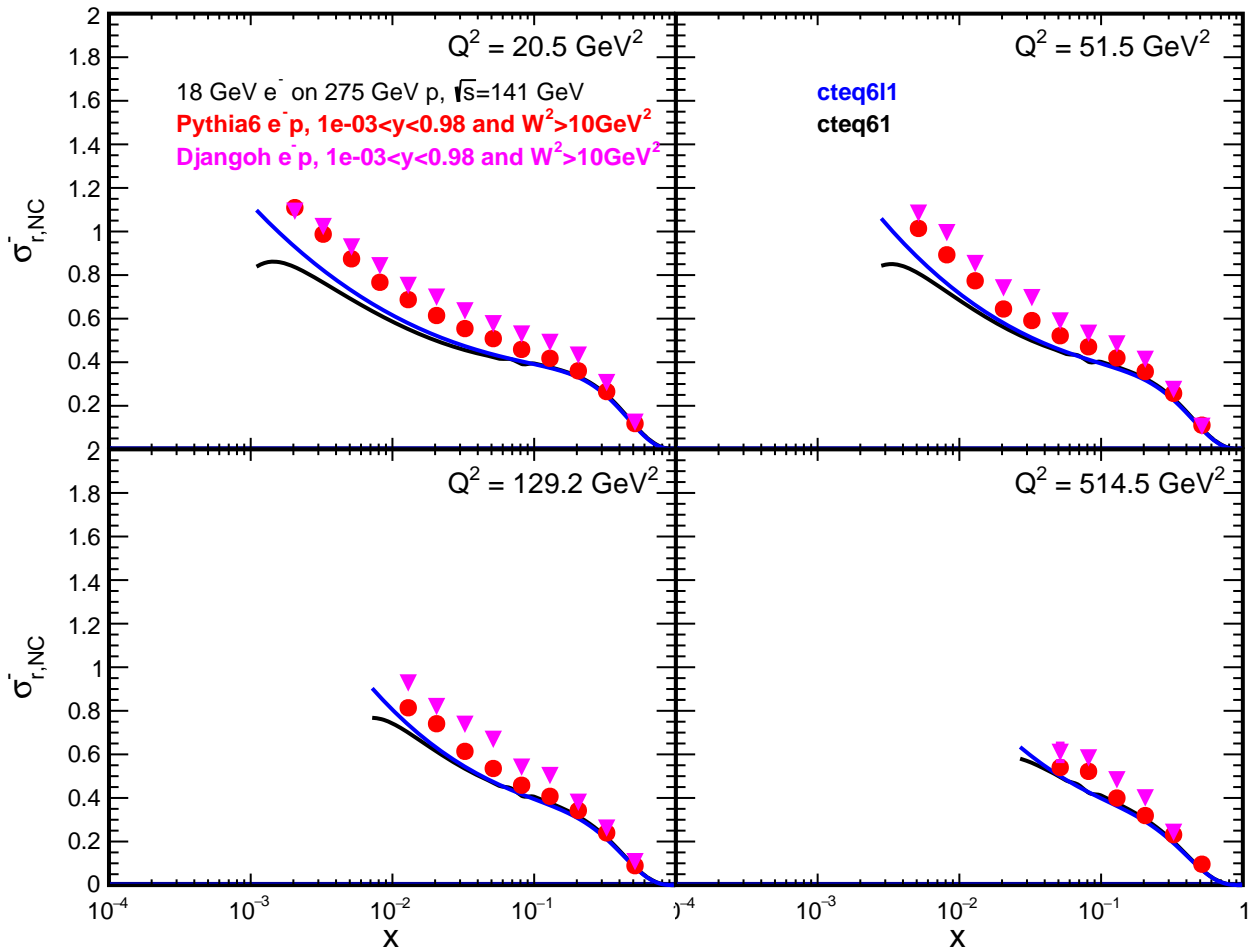 Q² = 20.5 GeV²
Q² = 51.5 GeV²
18 GeV e⁻ on 275 GeV p, √s=141 GeV
Pythia6 e⁻p, 1e-03<y<0.98 and W²>10GeV²
Djangoh e⁻p, 1e-03<y<0.98 and W²>10GeV²
cteq6l1
cteq61
σ⁻r,NC
2
1.8
1.6
1.4
1.2
1
0.8
0.6
0.4
0.2
2
Q² = 129.2 GeV²
Q² = 514.5 GeV²
σ⁻r,NC
2
1.8
1.6
1.4
1.2
1
0.8
0.6
0.4
0.2
0
10⁻⁴ 10⁻³ 10⁻² 10⁻¹ 0⁻⁴ 10⁻³ 10⁻² 10⁻¹ 1
x x